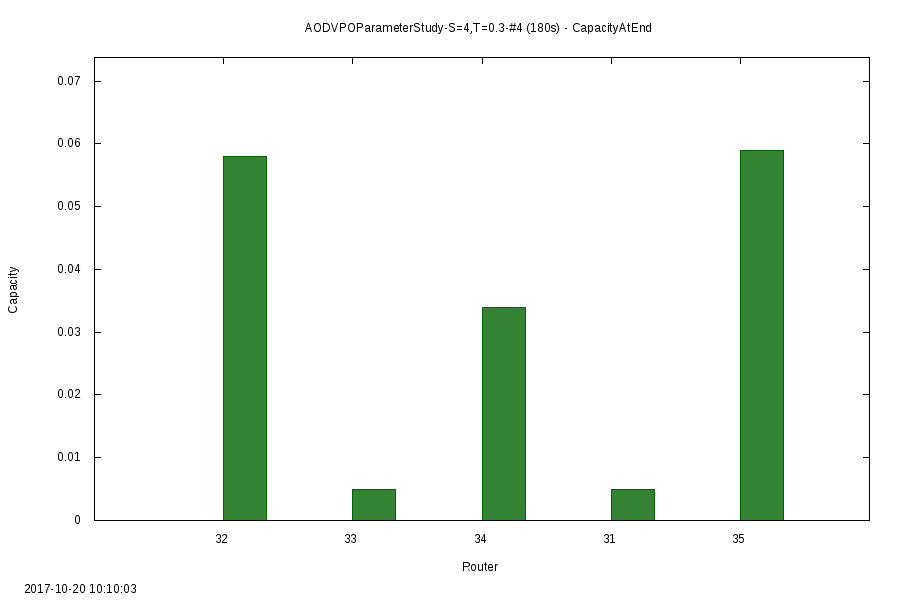 AODVPOParameterStudy-S=4,T=0.3-#4 (180s) - CapacityAtEnd
0.07
0.06
0.05
0.04
0.03
0.02
0.01
0
Capacity
32 33 34 31 35
Router
2017-10-20 10:10:03